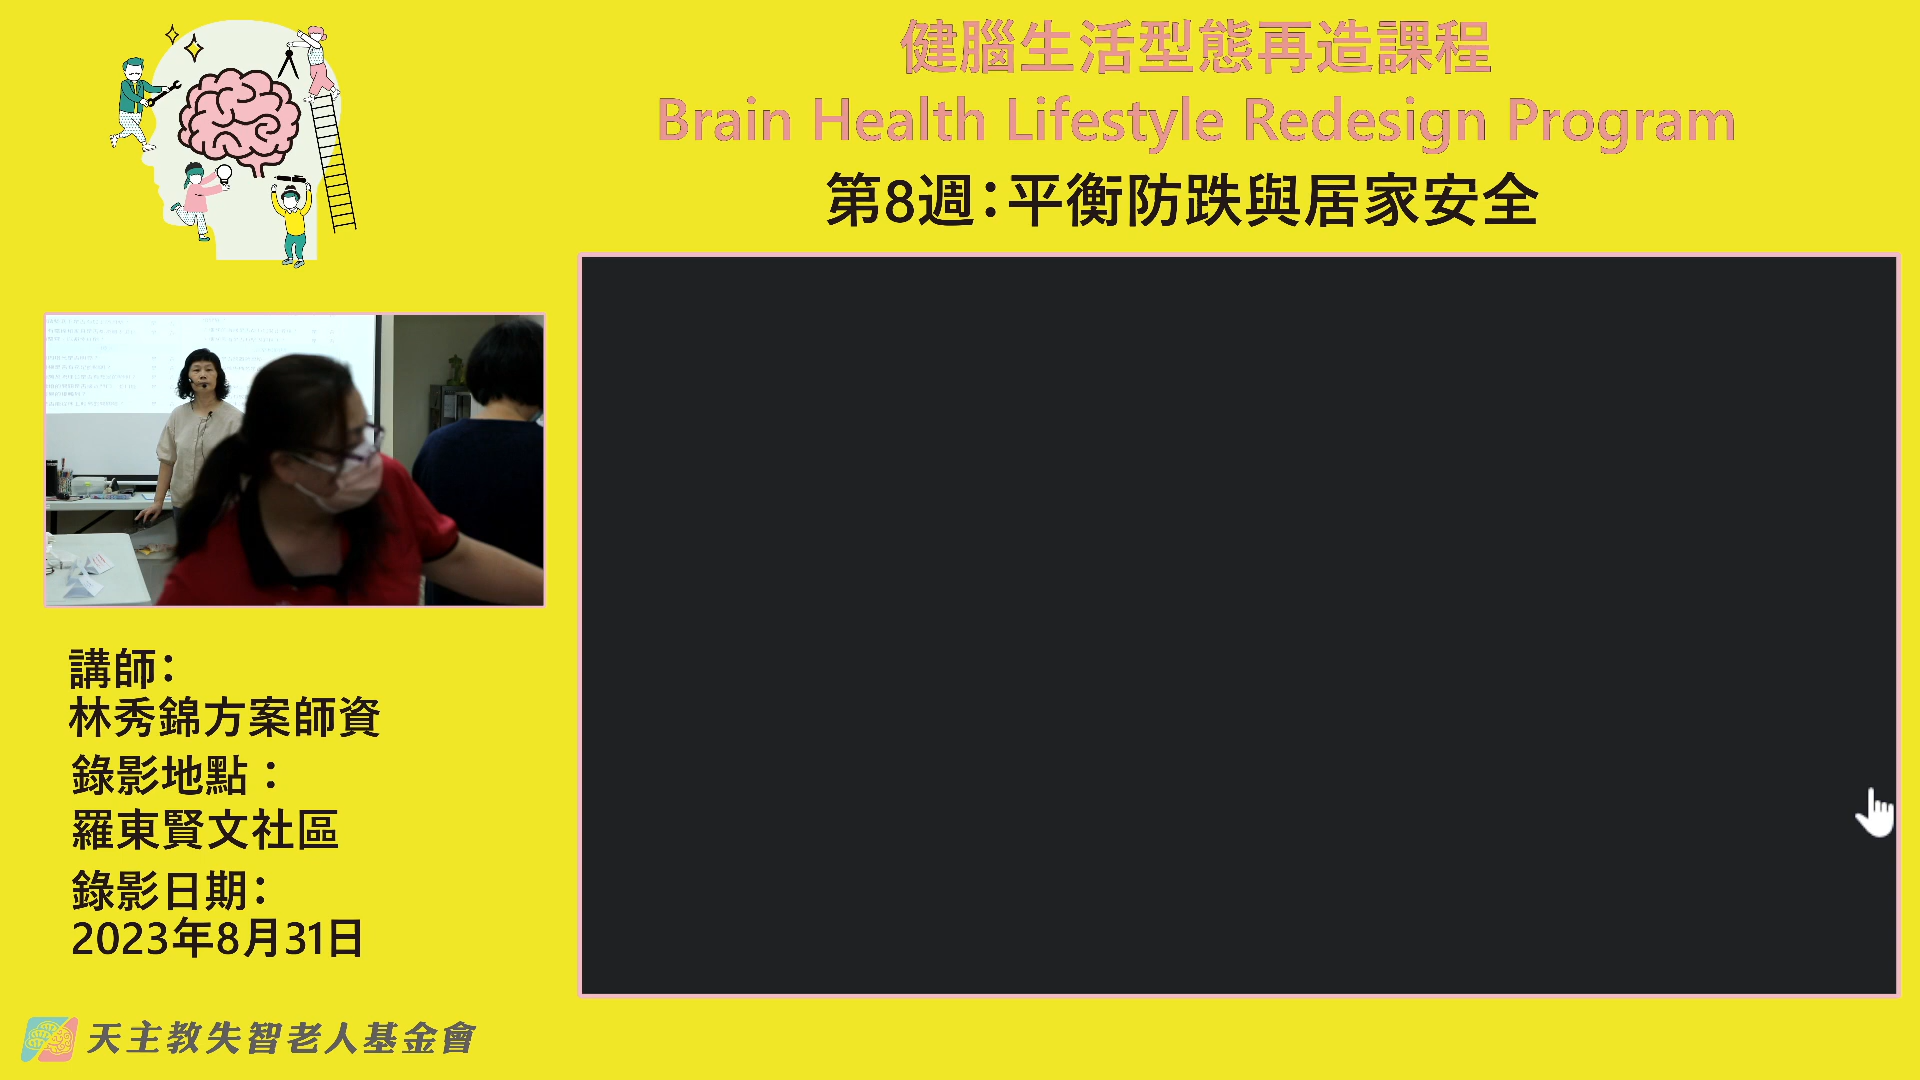 健腦生活型態再造課程
Brain Health Lifestyle Redesign Program
第8週：平衡防跌與居家安全
講師：
林秀錦方案師資
錄影地點：
羅東賢文社區
錄影日期：
2023年8月31日
天主教失智老人基金會